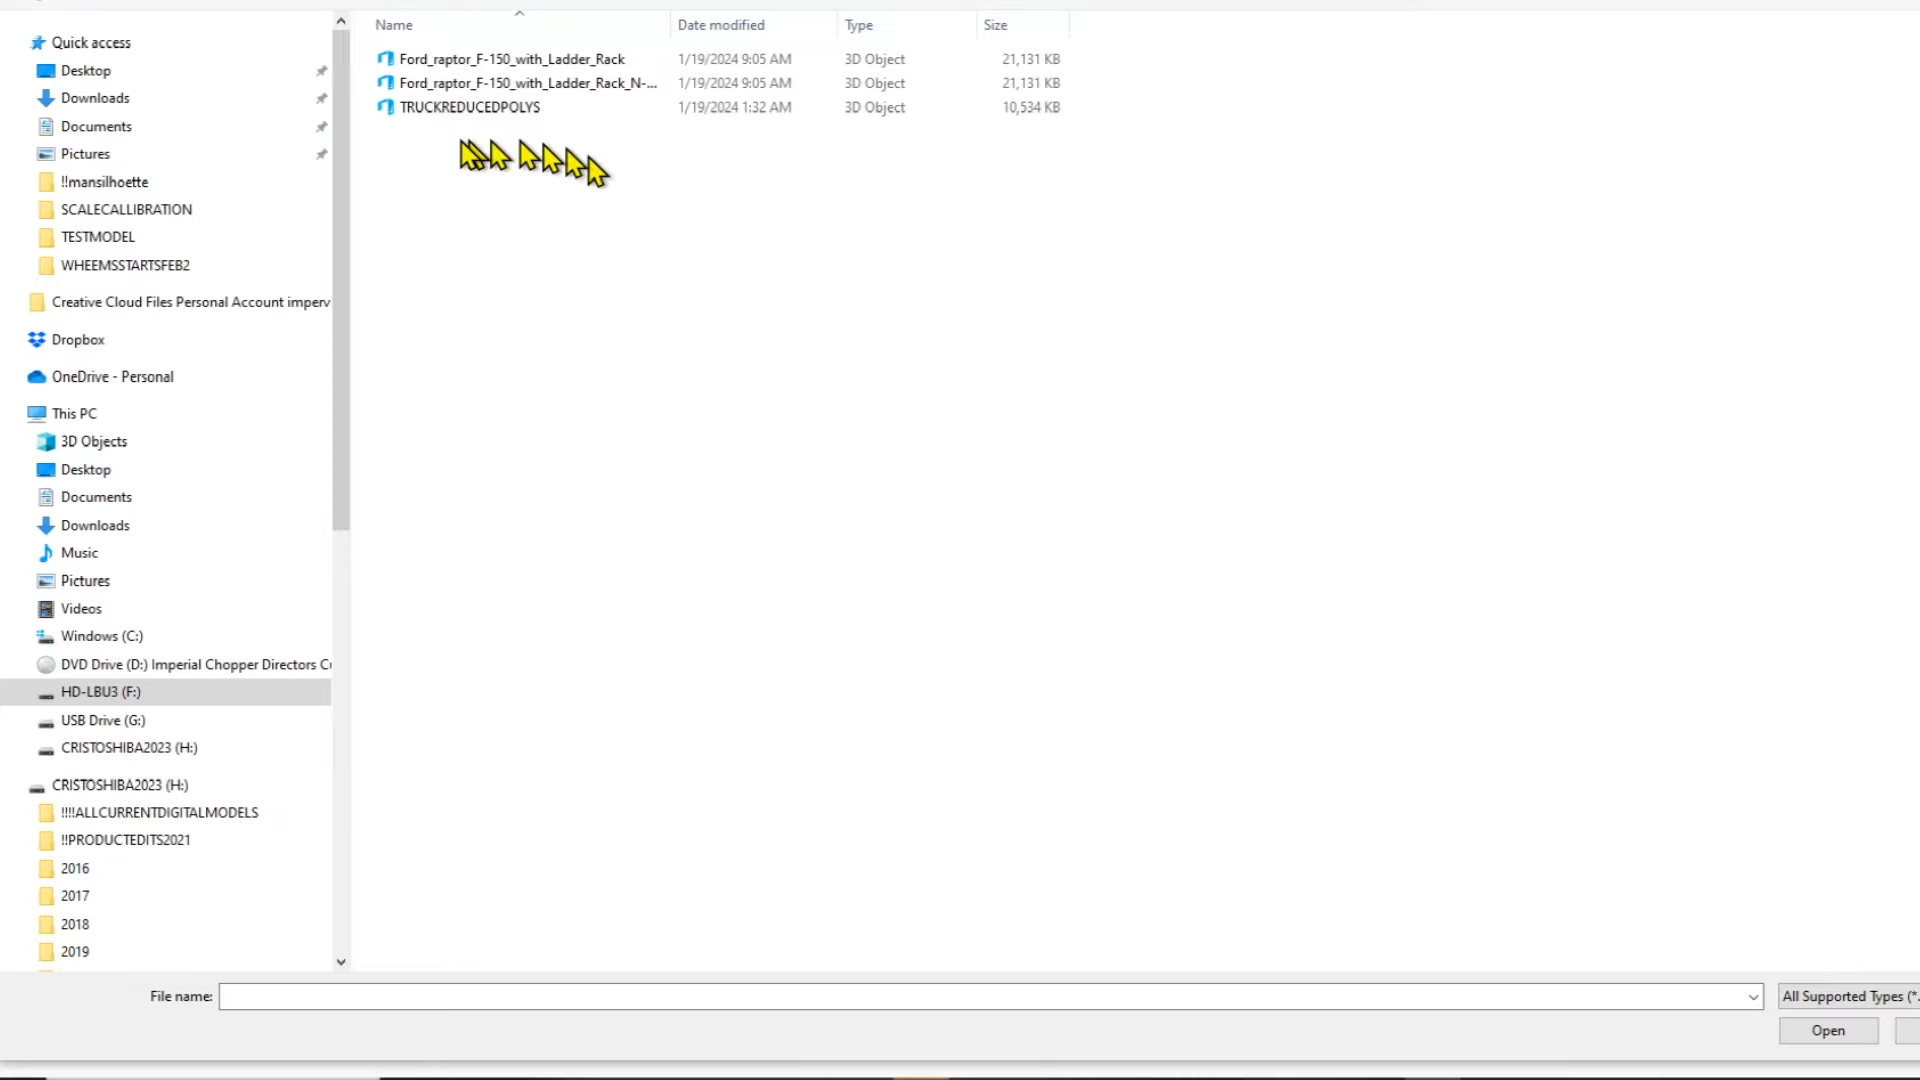 Name Date modified Type Size
Quick access
Desktop
Downloads
Documents
Pictures
!!mansilhoette
SCALECALLIBRATION
TESTMODEL
WHEEMSSTARTSFEB2
Creative Cloud Files Personal Account imperv
Dropbox
OneDrive - Personal
This PC
3D Objects
Desktop
Documents
Downloads
Music
Pictures
Videos
Windows (C:)
DVD Drive (D:) Imperial Chopper Directors Cu
HD-LBU3 (F:)
USB Drive (G:)
CRISTOSHIBA2023 (H:)
CRISTOSHIBA2023 (H:)
!!!!ALLCURRENTDIGITALMODELS
!!PRODUCTEDITS2021
2016
2017
2018
2019
Ford_raptor_F-150_with_Ladder_Rack 1/19/2024 9:05 AM 3D Object 21,131 KB
Ford_raptor_F-150_with_Ladder_Rack_N-... 1/19/2024 9:05 AM 3D Object 21,131 KB
TRUCKREDUCEDPOLYS 1/19/2024 1:32 AM 3D Object 10,534 KB
File name: All Supported Types (*.
Open